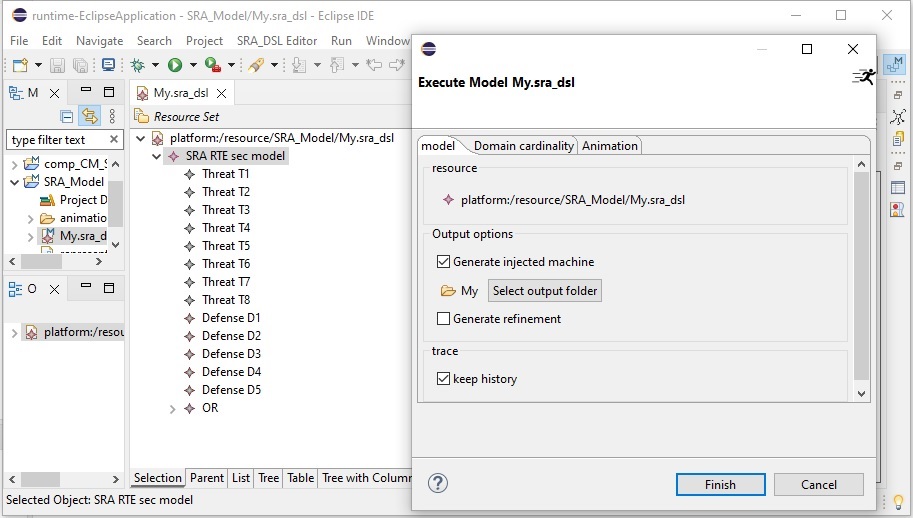 runtime-EclipseApplication - SRA_Model/My.sra_dsl - Eclipse IDE
File Edit Navigate Search Project SRA_DSL Editor Run Window
M
type filter text
comp_CM_S
SRA_Model
Project D
animatio
My.sra_d
O
platform:/resou
My.sra_dsl
Resource Set
platform:/resource/SRA_Model/My.sra_dsl
SRA RTE sec model
Threat T1
Threat T2
Threat T3
Threat T4
Threat T5
Threat T6
Threat T7
Threat T8
Defense D1
Defense D2
Defense D3
Defense D4
Defense D5
OR
Selection Parent List Tree Table Tree with Column
Selected Object: SRA RTE sec model
Execute Model My.sra_dsl
model Domain cardinality Animation
resource
platform:/resource/SRA_Model/My.sra_dsl
Output options
Generate injected machine
My Select output folder
Generate refinement
trace
keep history
? Finish Cancel